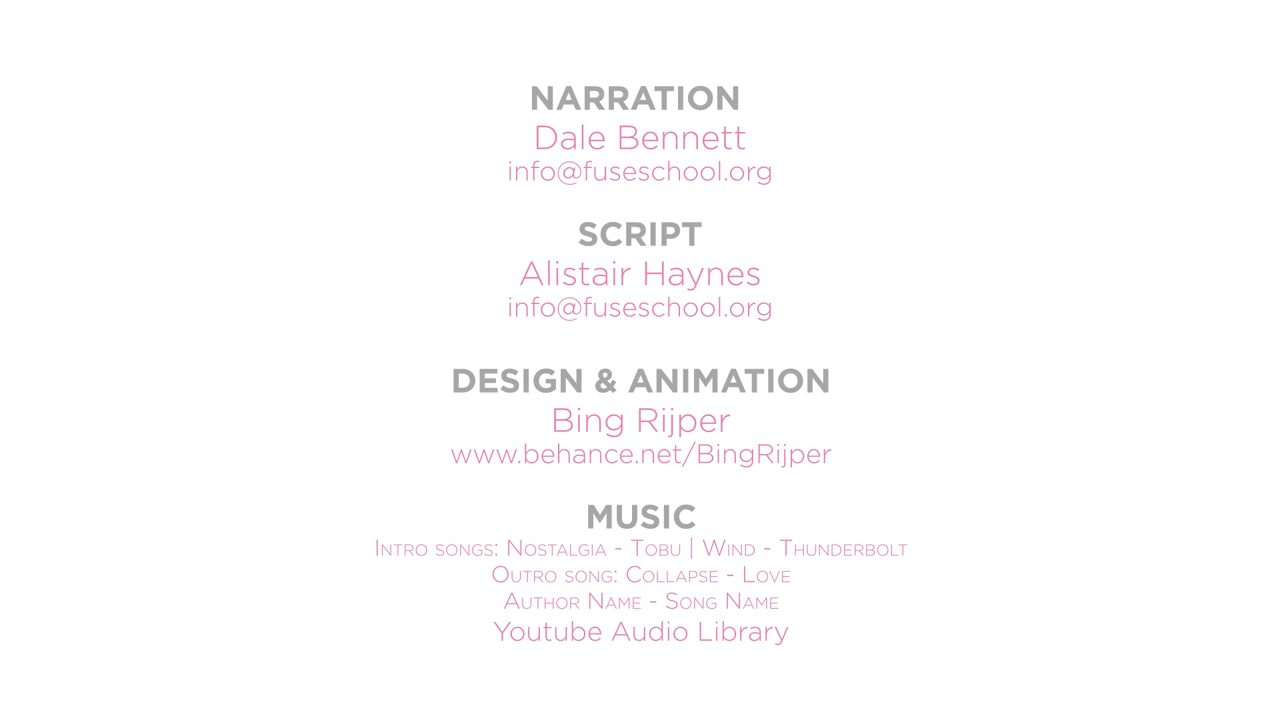 NARRATION
Dale Bennett
info@fuseschool.org
SCRIPT
Alistair Haynes
info@fuseschool.org
DESIGN & ANIMATION
Bing Rijper
www.behance.net/BingRijper
MUSIC
Intro songs: Nostalgia - Tobu | Wind - Thunderbolt
Outro song: Collapse - Love
Author Name - Song Name
Youtube Audio Library